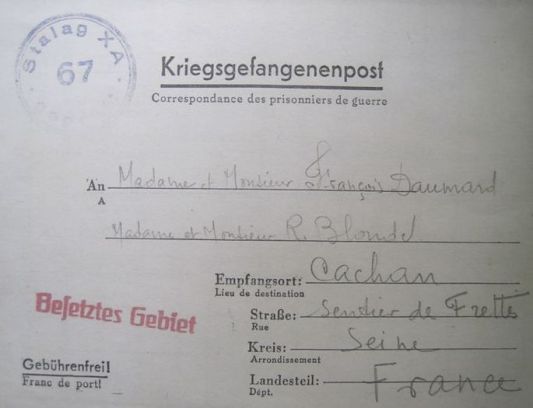 Stalag XA
67
Kriegsgefangenenpost
Correspondance des prisonniers de guerre
An Madame et Monsieur François Daumard
A
Madame et Monsieur R. Blondel
Empfangsort: Cachan
Lieu de destination
Straße: Sentier de Frettes
Rue
Besetztes Gebiet
Kreis: Seine
Arrondissement
Gebührenfrei!
Franc de port!
Landesteil: France
Dépt.